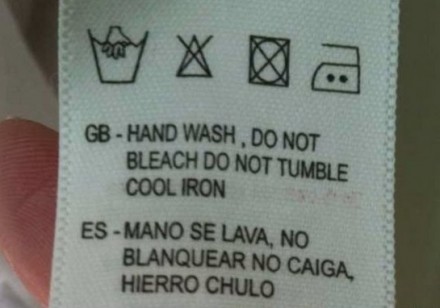 GB - HAND WASH , DO NOT
BLEACH DO NOT TUMBLE
COOL IRON
ES - MANO SE LAVA, NO
BLANQUEAR NO CAIGA,
HIERRO CHULO